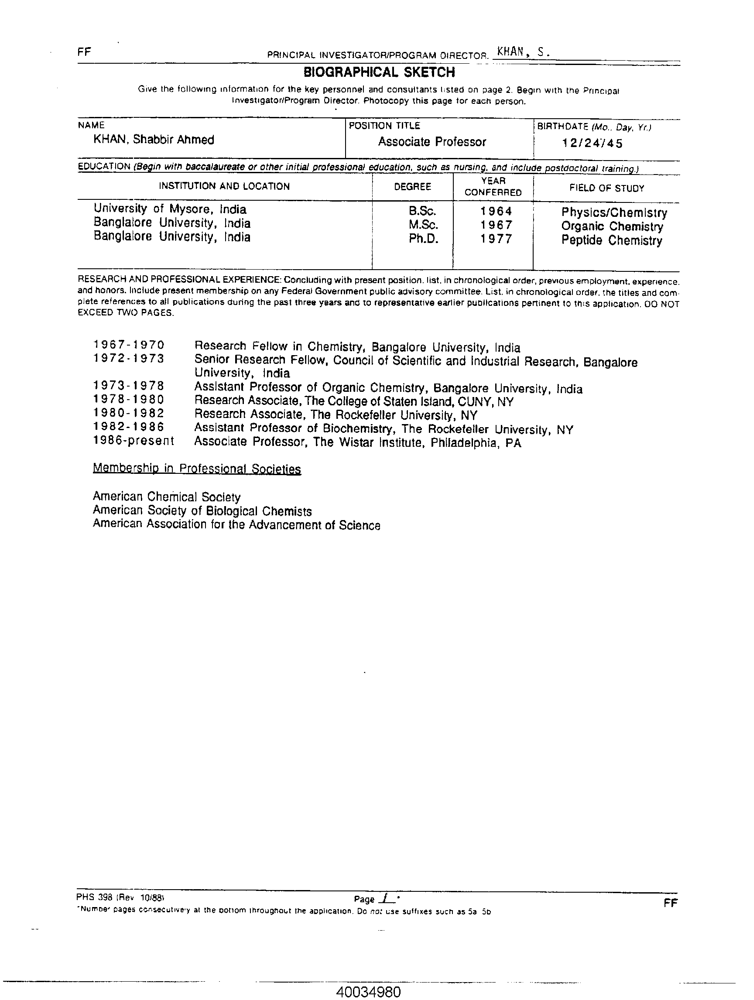 FF
PRINCIPAL INVESTIGATOR/PROGRAM DIRECTOR. KHAN, S.
BIOGRAPHICAL SKETCH
Give the following information for the key personnel and consultants listed on page 2. Begin with the Principal
Investigator/Program Director. Photocopy this page for each person.
NAME
KHAN, Shabbir Ahmed
POSITION TITLE
Associate Professor
BIRTHDATE (Mo., Day, Yr.)
12/24/45
EDUCATION (Begin with baccalaureate or other initial professional education, such as nursing, and include postdoctoral training.)
INSTITUTION AND LOCATION DEGREE YEAR CONFERRED FIELD OF STUDY
University of Mysore, India B.Sc. 1964 Physics/Chemistry
Banglalore University, India M.Sc. 1967 Organic Chemistry
Banglalore University, India Ph.D. 1977 Peptide Chemistry
RESEARCH AND PROFESSIONAL EXPERIENCE: Concluding with present position, list, in chronological order, previous employment, experience,
and honors. Include present membership on any Federal Government public advisory committee. List, in chronological order, the titles and com-
plete references to all publications during the past three years and to representative earlier publications pertinent to this application. DO NOT
EXCEED TWO PAGES.
1967-1970 Research Fellow in Chemistry, Bangalore University, India
1972-1973 Senior Research Fellow, Council of Scientific and Industrial Research, Bangalore
University, India
1973-1978 Assistant Professor of Organic Chemistry, Bangalore University, India
1978-1980 Research Associate, The College of Staten Island, CUNY, NY
1980-1982 Research Associate, The Rockefeller University, NY
1982-1986 Assistant Professor of Biochemistry, The Rockefeller University, NY
1986-present Associate Professor, The Wistar Institute, Philadelphia, PA
Membership in Professional Societies
American Chemical Society
American Society of Biological Chemists
American Association for the Advancement of Science
PHS 398 (Rev. 10/88)
Page 1 *
FF
*Number pages consecutively at the bottom throughout the application. Do not use suffixes such as 5a, 5b
40034980